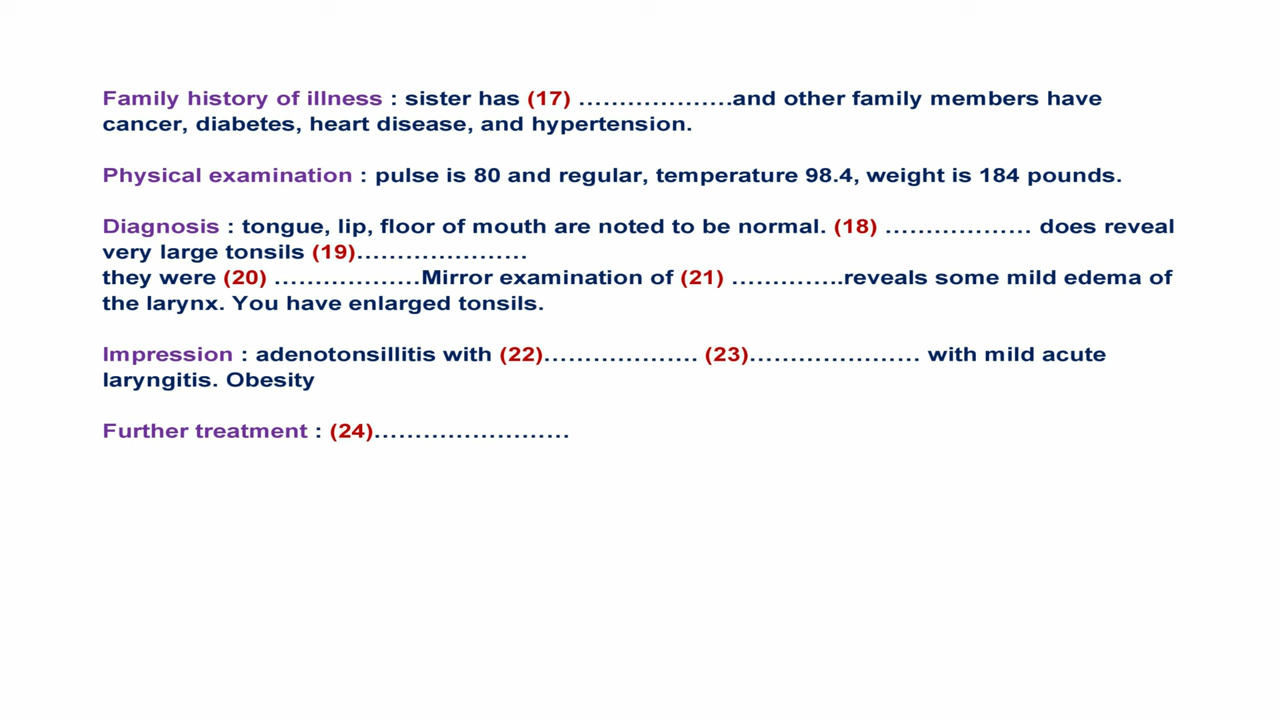 Family history of illness : sister has (17) ……………….and other family members have
cancer, diabetes, heart disease, and hypertension.
Physical examination : pulse is 80 and regular, temperature 98.4, weight is 184 pounds.
Diagnosis : tongue, lip, floor of mouth are noted to be normal. (18) ……………… does reveal
very large tonsils (19)…………………
they were (20) ………………Mirror examination of (21) …………..reveals some mild edema of
the larynx. You have enlarged tonsils.
Impression : adenotonsillitis with (22)………………. (23)………………… with mild acute
laryngitis. Obesity
Further treatment : (24)……………………